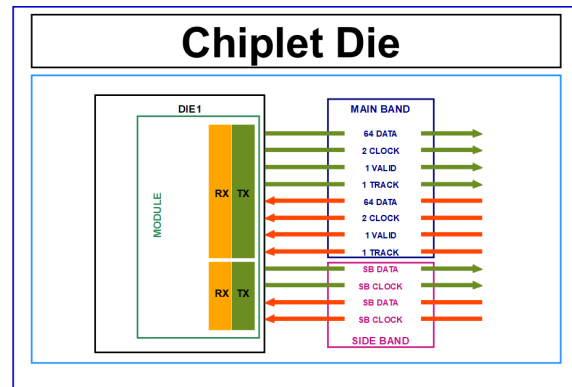 Chiplet Die
DIE1
MODULE
RX TX
RX TX
MAIN BAND
64 DATA
2 CLOCK
1 VALID
1 TRACK
64 DATA
2 CLOCK
1 VALID
1 TRACK
SB DATA
SB CLOCK
SB DATA
SB CLOCK
SIDE BAND